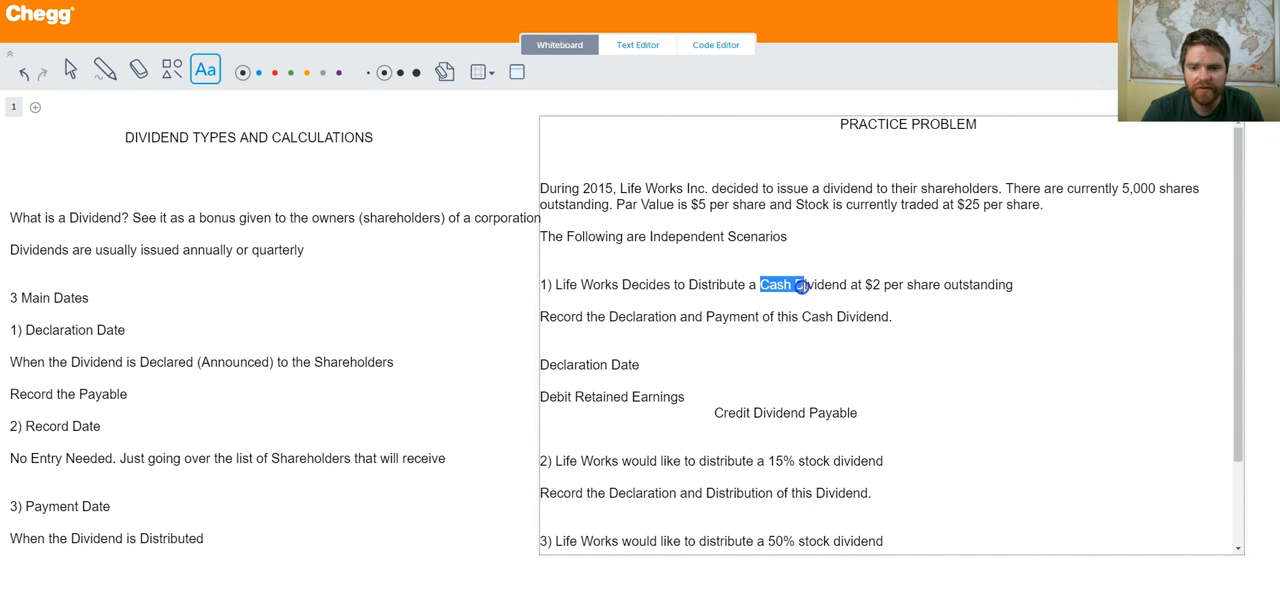 Chegg
Whiteboard
Text Editor
Code Editor
Aa
1
DIVIDEND TYPES AND CALCULATIONS
What is a Dividend? See it as a bonus given to the owners (shareholders) of a corporation
Dividends are usually issued annually or quarterly
3 Main Dates
1) Declaration Date
When the Dividend is Declared (Announced) to the Shareholders
Record the Payable
2) Record Date
No Entry Needed. Just going over the list of Shareholders that will receive
3) Payment Date
When the Dividend is Distributed
PRACTICE PROBLEM
During 2015, Life Works Inc. decided to issue a dividend to their shareholders. There are currently 5,000 shares
outstanding. Par Value is $5 per share and Stock is currently traded at $25 per share.
The Following are Independent Scenarios
1) Life Works Decides to Distribute a Cash Dividend at $2 per share outstanding
Record the Declaration and Payment of this Cash Dividend.
Declaration Date
Debit Retained Earnings
Credit Dividend Payable
2) Life Works would like to distribute a 15% stock dividend
Record the Declaration and Distribution of this Dividend.
3) Life Works would like to distribute a 50% stock dividend